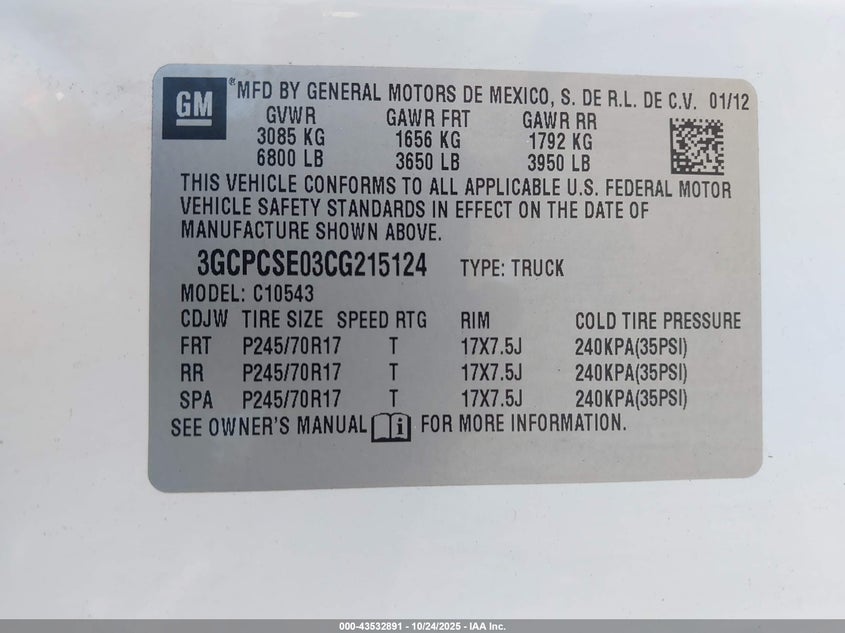 GM
® MFD BY GENERAL MOTORS DE MEXICO, S. DE R.L. DE C.V. 01/12
GVWR GAWR FRT GAWR RR
3085 KG 1656 KG 1792 KG
6800 LB 3650 LB 3950 LB
THIS VEHICLE CONFORMS TO ALL APPLICABLE U.S. FEDERAL MOTOR
VEHICLE SAFETY STANDARDS IN EFFECT ON THE DATE OF
MANUFACTURE SHOWN ABOVE.
3GCPCSE03CG215124 TYPE: TRUCK
MODEL: C10543
CDJW TIRE SIZE SPEED RTG RIM COLD TIRE PRESSURE
FRT P245/70R17 T 17X7.5J 240KPA(35PSI)
RR P245/70R17 T 17X7.5J 240KPA(35PSI)
SPA P245/70R17 T 17X7.5J 240KPA(35PSI)
SEE OWNER'S MANUAL i FOR MORE INFORMATION.
000-43532891 - 10/24/2025 - IAA Inc.